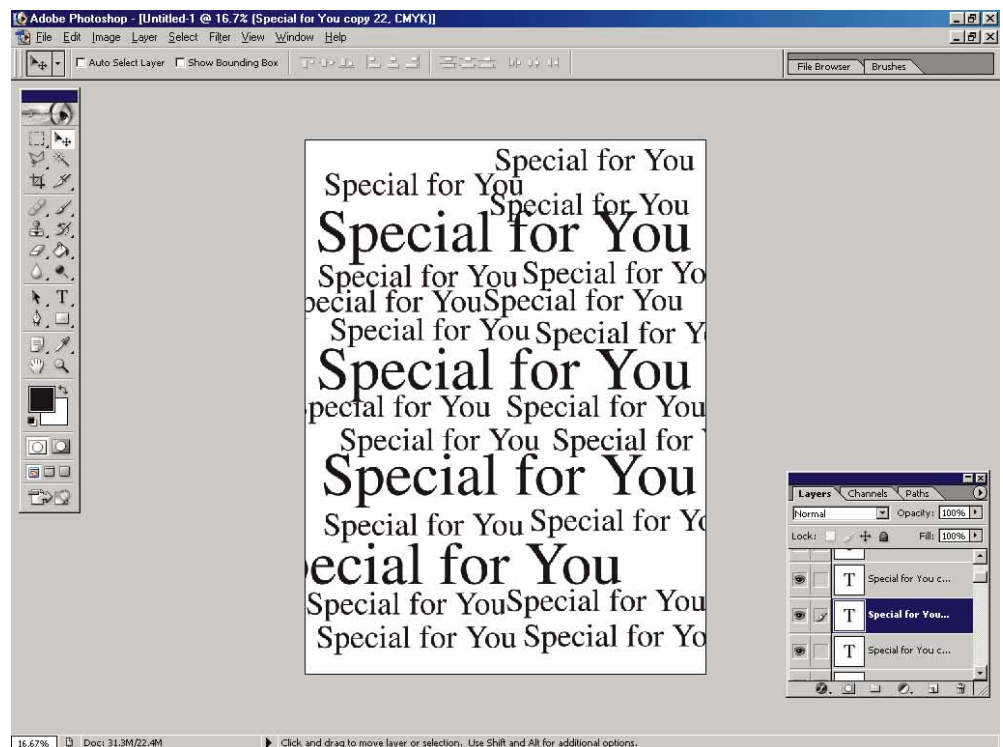 Adobe Photoshop - [Untitled-1 @ 16.7% (Special for You copy 22, CMYK)]
File Edit Image Layer Select Filter View Window Help
Auto Select Layer Show Bounding Box File Browser Brushes
Special for You
Special for You
Special for You
Special for You
Special for You Special for Yo
pecial for You Special for You
Special for You Special for Y
Special for You
pecial for You Special for You
Special for You Special for
Special for You
Special for You Special for Yo
ecial for You
Special for You Special for You
Special for You Special for Yo
Layers Channels Paths
Normal Opacity: 100%
Lock: Fill: 100%
T Special for You c...
T Special for You...
T Special for You c...
16.67% Doc: 31.3M/22.4M Click and drag to move layer or selection. Use Shift and Alt for additional options.